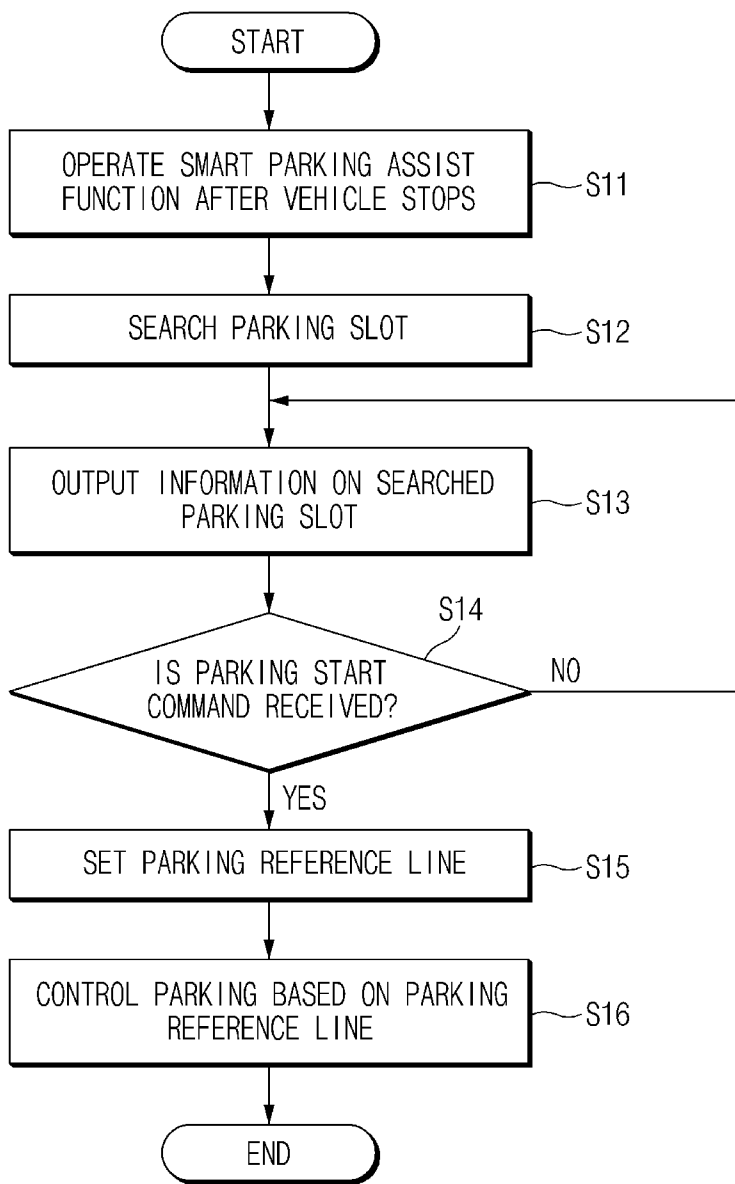 START
OPERATE SMART PARKING ASSIST
FUNCTION AFTER VEHICLE STOPS
S11
SEARCH PARKING SLOT
S12
OUTPUT INFORMATION ON SEARCHED
PARKING SLOT
S13
S14
IS PARKING START
COMMAND RECEIVED?
NO
YES
SET PARKING REFERENCE LINE
S15
CONTROL PARKING BASED ON PARKING
REFERENCE LINE
S16
END